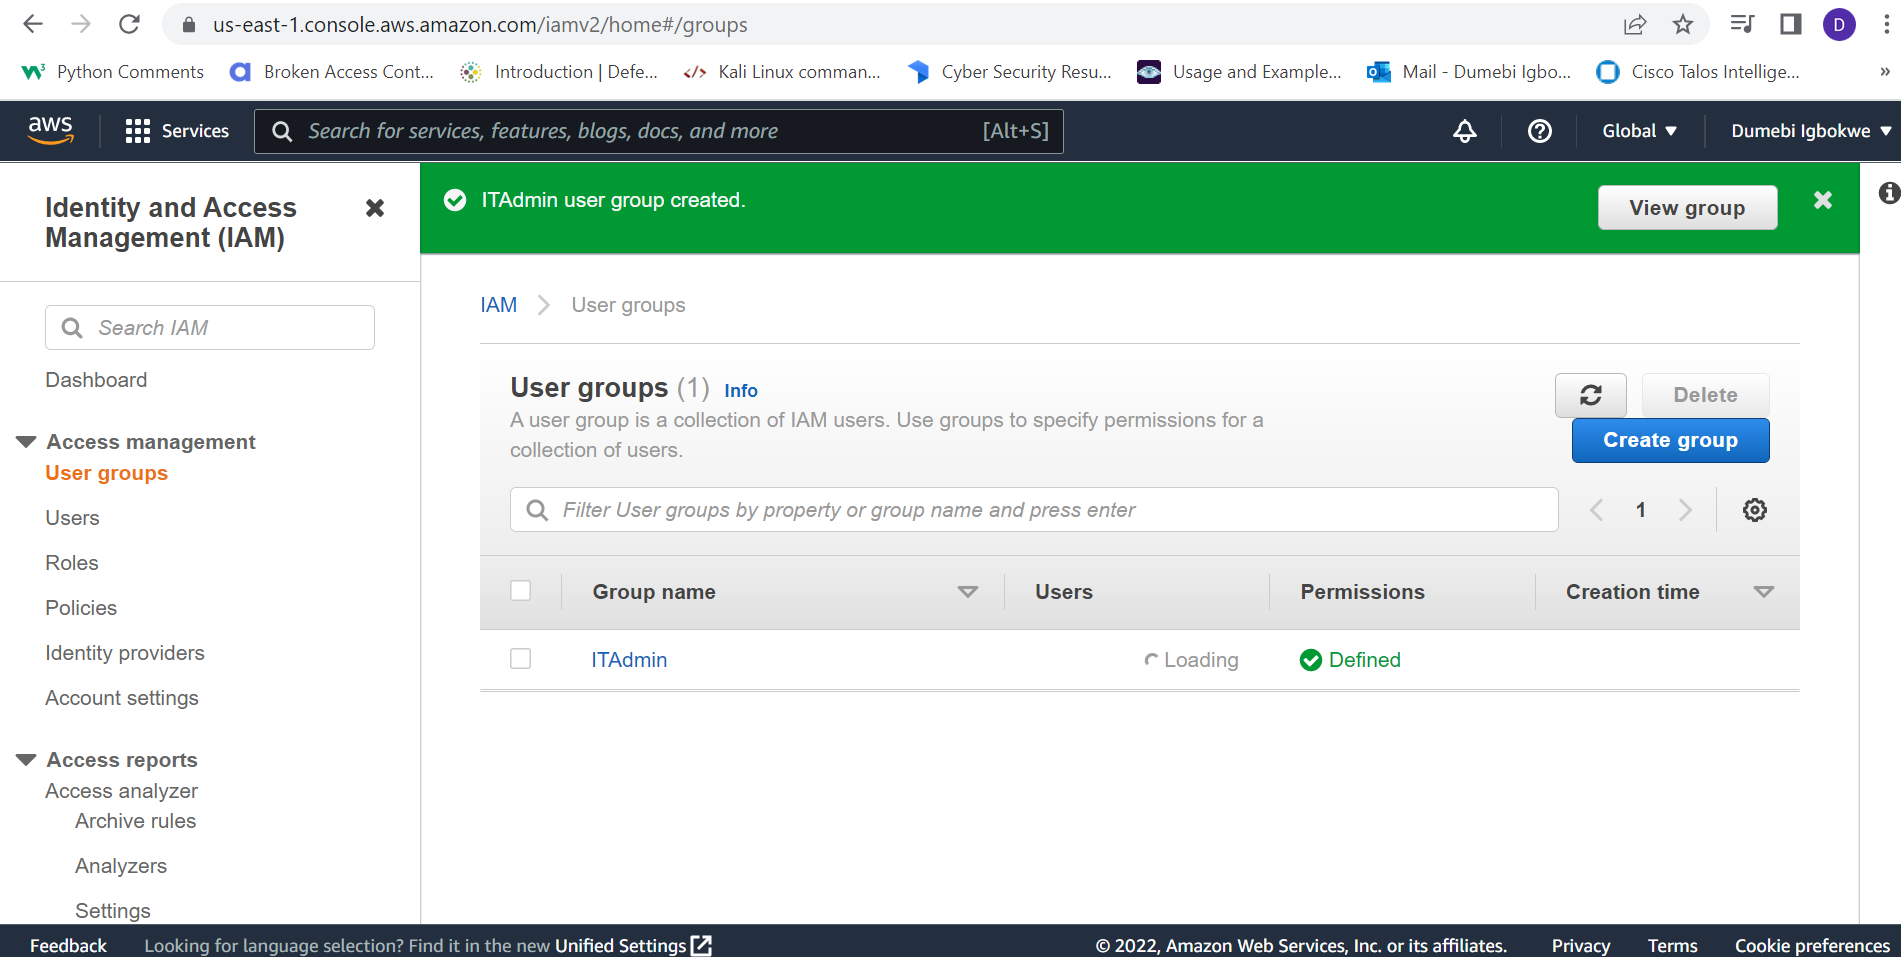 us-east-1.console.aws.amazon.com/iamv2/home#/groups
D
Python Comments
Broken Access Cont...
Introduction | Defe...
Kali Linux comman...
Cyber Security Resu...
Usage and Example...
Mail - Dumebi Igbo...
Cisco Talos Intellige...
»
aws
Services
Search for services, features, blogs, docs, and more
[Alt+S]
Global
Dumebi Igbokwe
Identity and Access
Management (IAM)
Search IAM
Dashboard
Access management
User groups
Users
Roles
Policies
Identity providers
Account settings
Access reports
Access analyzer
Archive rules
Analyzers
Settings
ITAdmin user group created.
View group
IAM
User groups
User groups (1) Info
A user group is a collection of IAM users. Use groups to specify permissions for a
collection of users.
Delete
Create group
Filter User groups by property or group name and press enter
1
Group name
Users
Permissions
Creation time
ITAdmin
Loading
Defined
Feedback
Looking for language selection? Find it in the new Unified Settings
© 2022, Amazon Web Services, Inc. or its affiliates.
Privacy
Terms
Cookie preferences